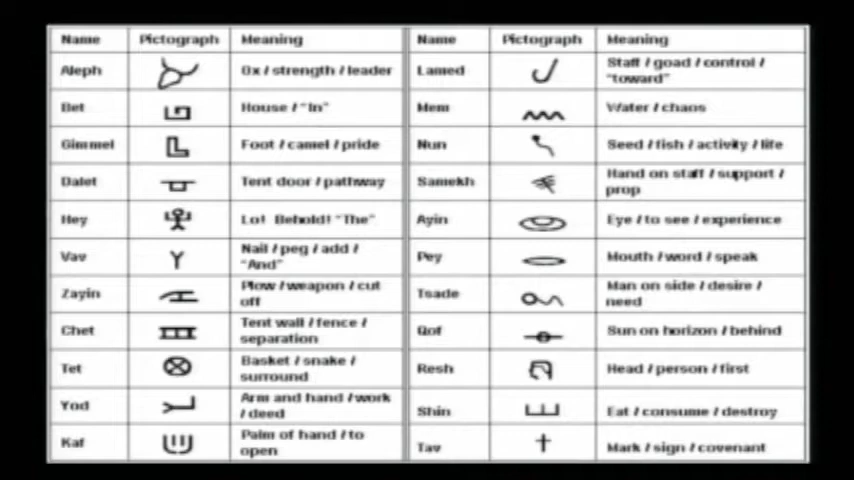 Name Pictograph Meaning Name Pictograph Meaning
Aleph Ox / strength / leader Lamed Staff / goad / control / "toward"
Bet House / "In" Mem Water / chaos
Gimmel Foot / camel / pride Nun Seed / fish / activity / life
Dalet Tent door / pathway Samekh Hand on staff / support / prop
Hey Lo! Behold! "The" Ayin Eye / to see / experience
Vav Nail / peg / add / "And" Pey Mouth / word / speak
Zayin Plow / weapon / cut off Tsade Man on side / desire / need
Chet Tent wall / fence / separation Qof Sun on horizon / behind
Tet Basket / snake / surround Resh Head / person / first
Yod Arm and hand / work / deed Shin Eat / consume / destroy
Kaf Palm of hand / to open Tav Mark / sign / covenant